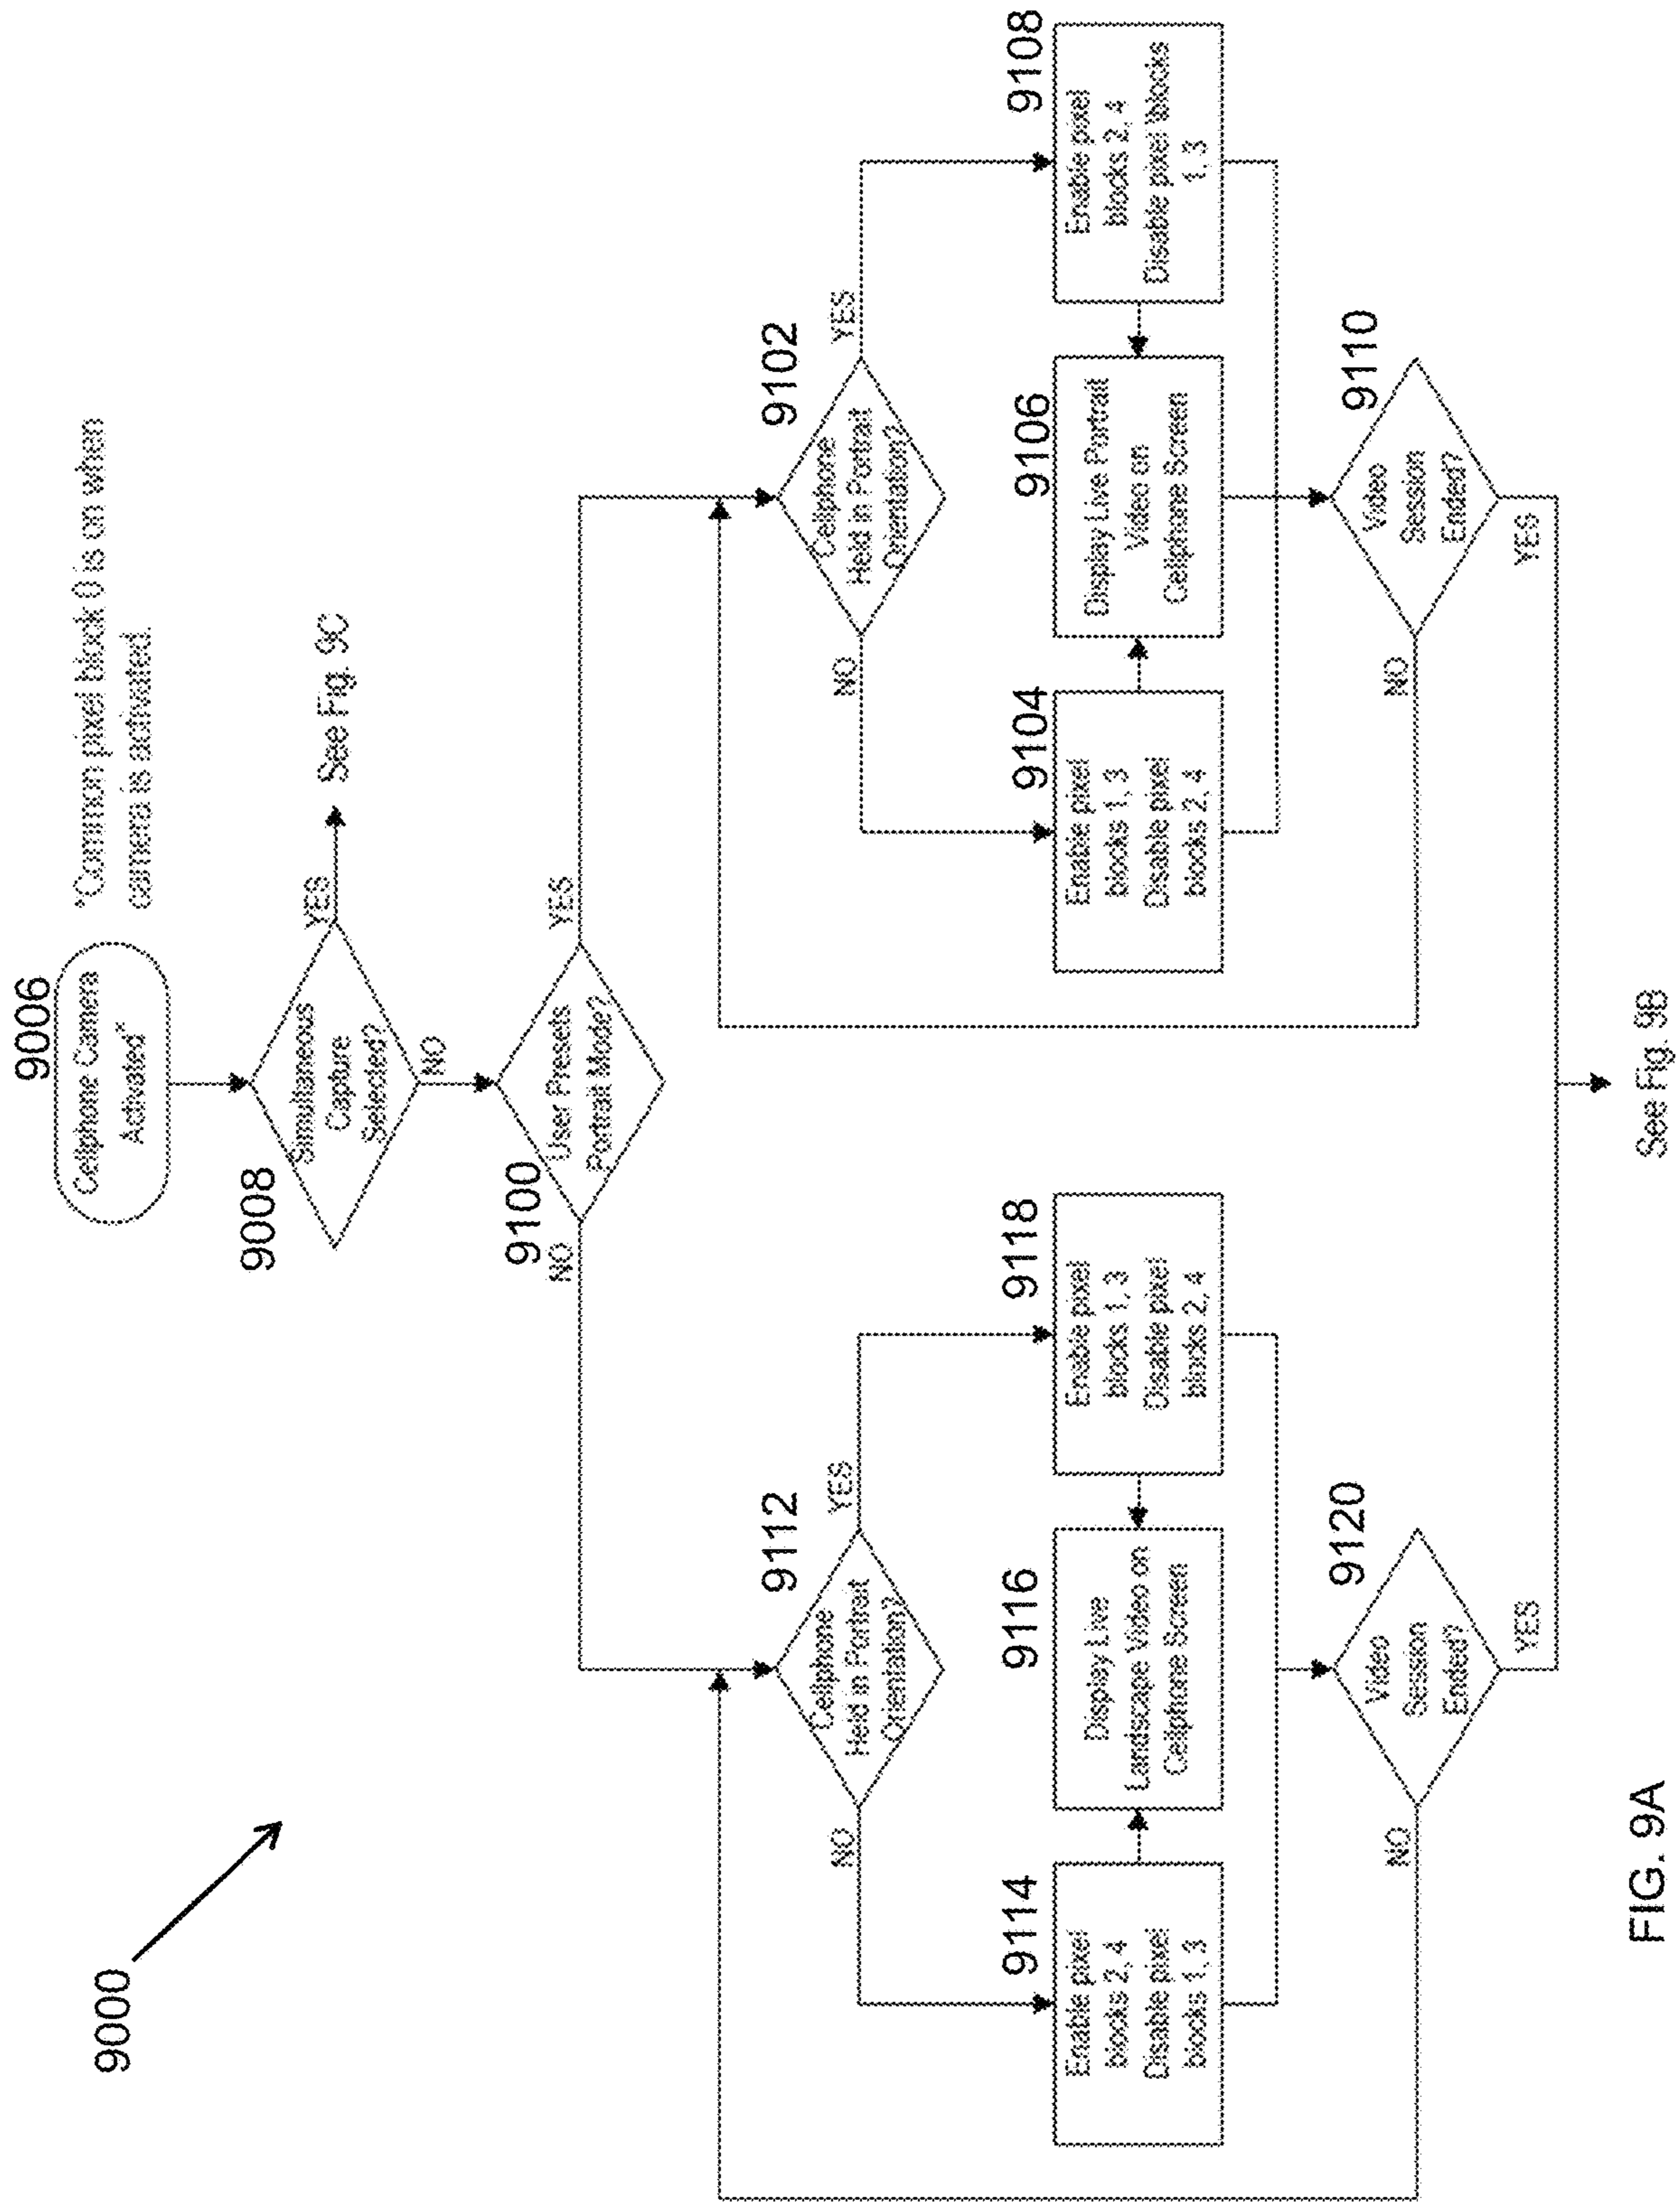 9000
9006
Cellphone Camera
Activated*
*Common pixel block 0 is on when
camera is activated.
9008
Simultaneous
Capture
Selected?
YES
See Fig. 9C
NO
9100
User Presets
Portrait Mode?
NO
YES
9112
Cellphone
Held in Portrait
Orientation?
NO
YES
9102
Cellphone
Held in Portrait
Orientation?
NO
YES
9114
Enable pixel
blocks 2, 4
Disable pixel
blocks 1, 3
9116
Display Live
Landscape Video on
Cellphone Screen
9118
Enable pixel
blocks 1, 3
Disable pixel
blocks 2, 4
9104
Enable pixel
blocks 1, 3
Disable pixel
blocks 2, 4
9106
Display Live Portrait
Video on
Cellphone Screen
9108
Enable pixel
blocks 2, 4
Disable pixel blocks
1, 3
9120
Video
Session
Ended?
NO
YES
9110
Video
Session
Ended?
NO
YES
See Fig. 9B
FIG. 9A